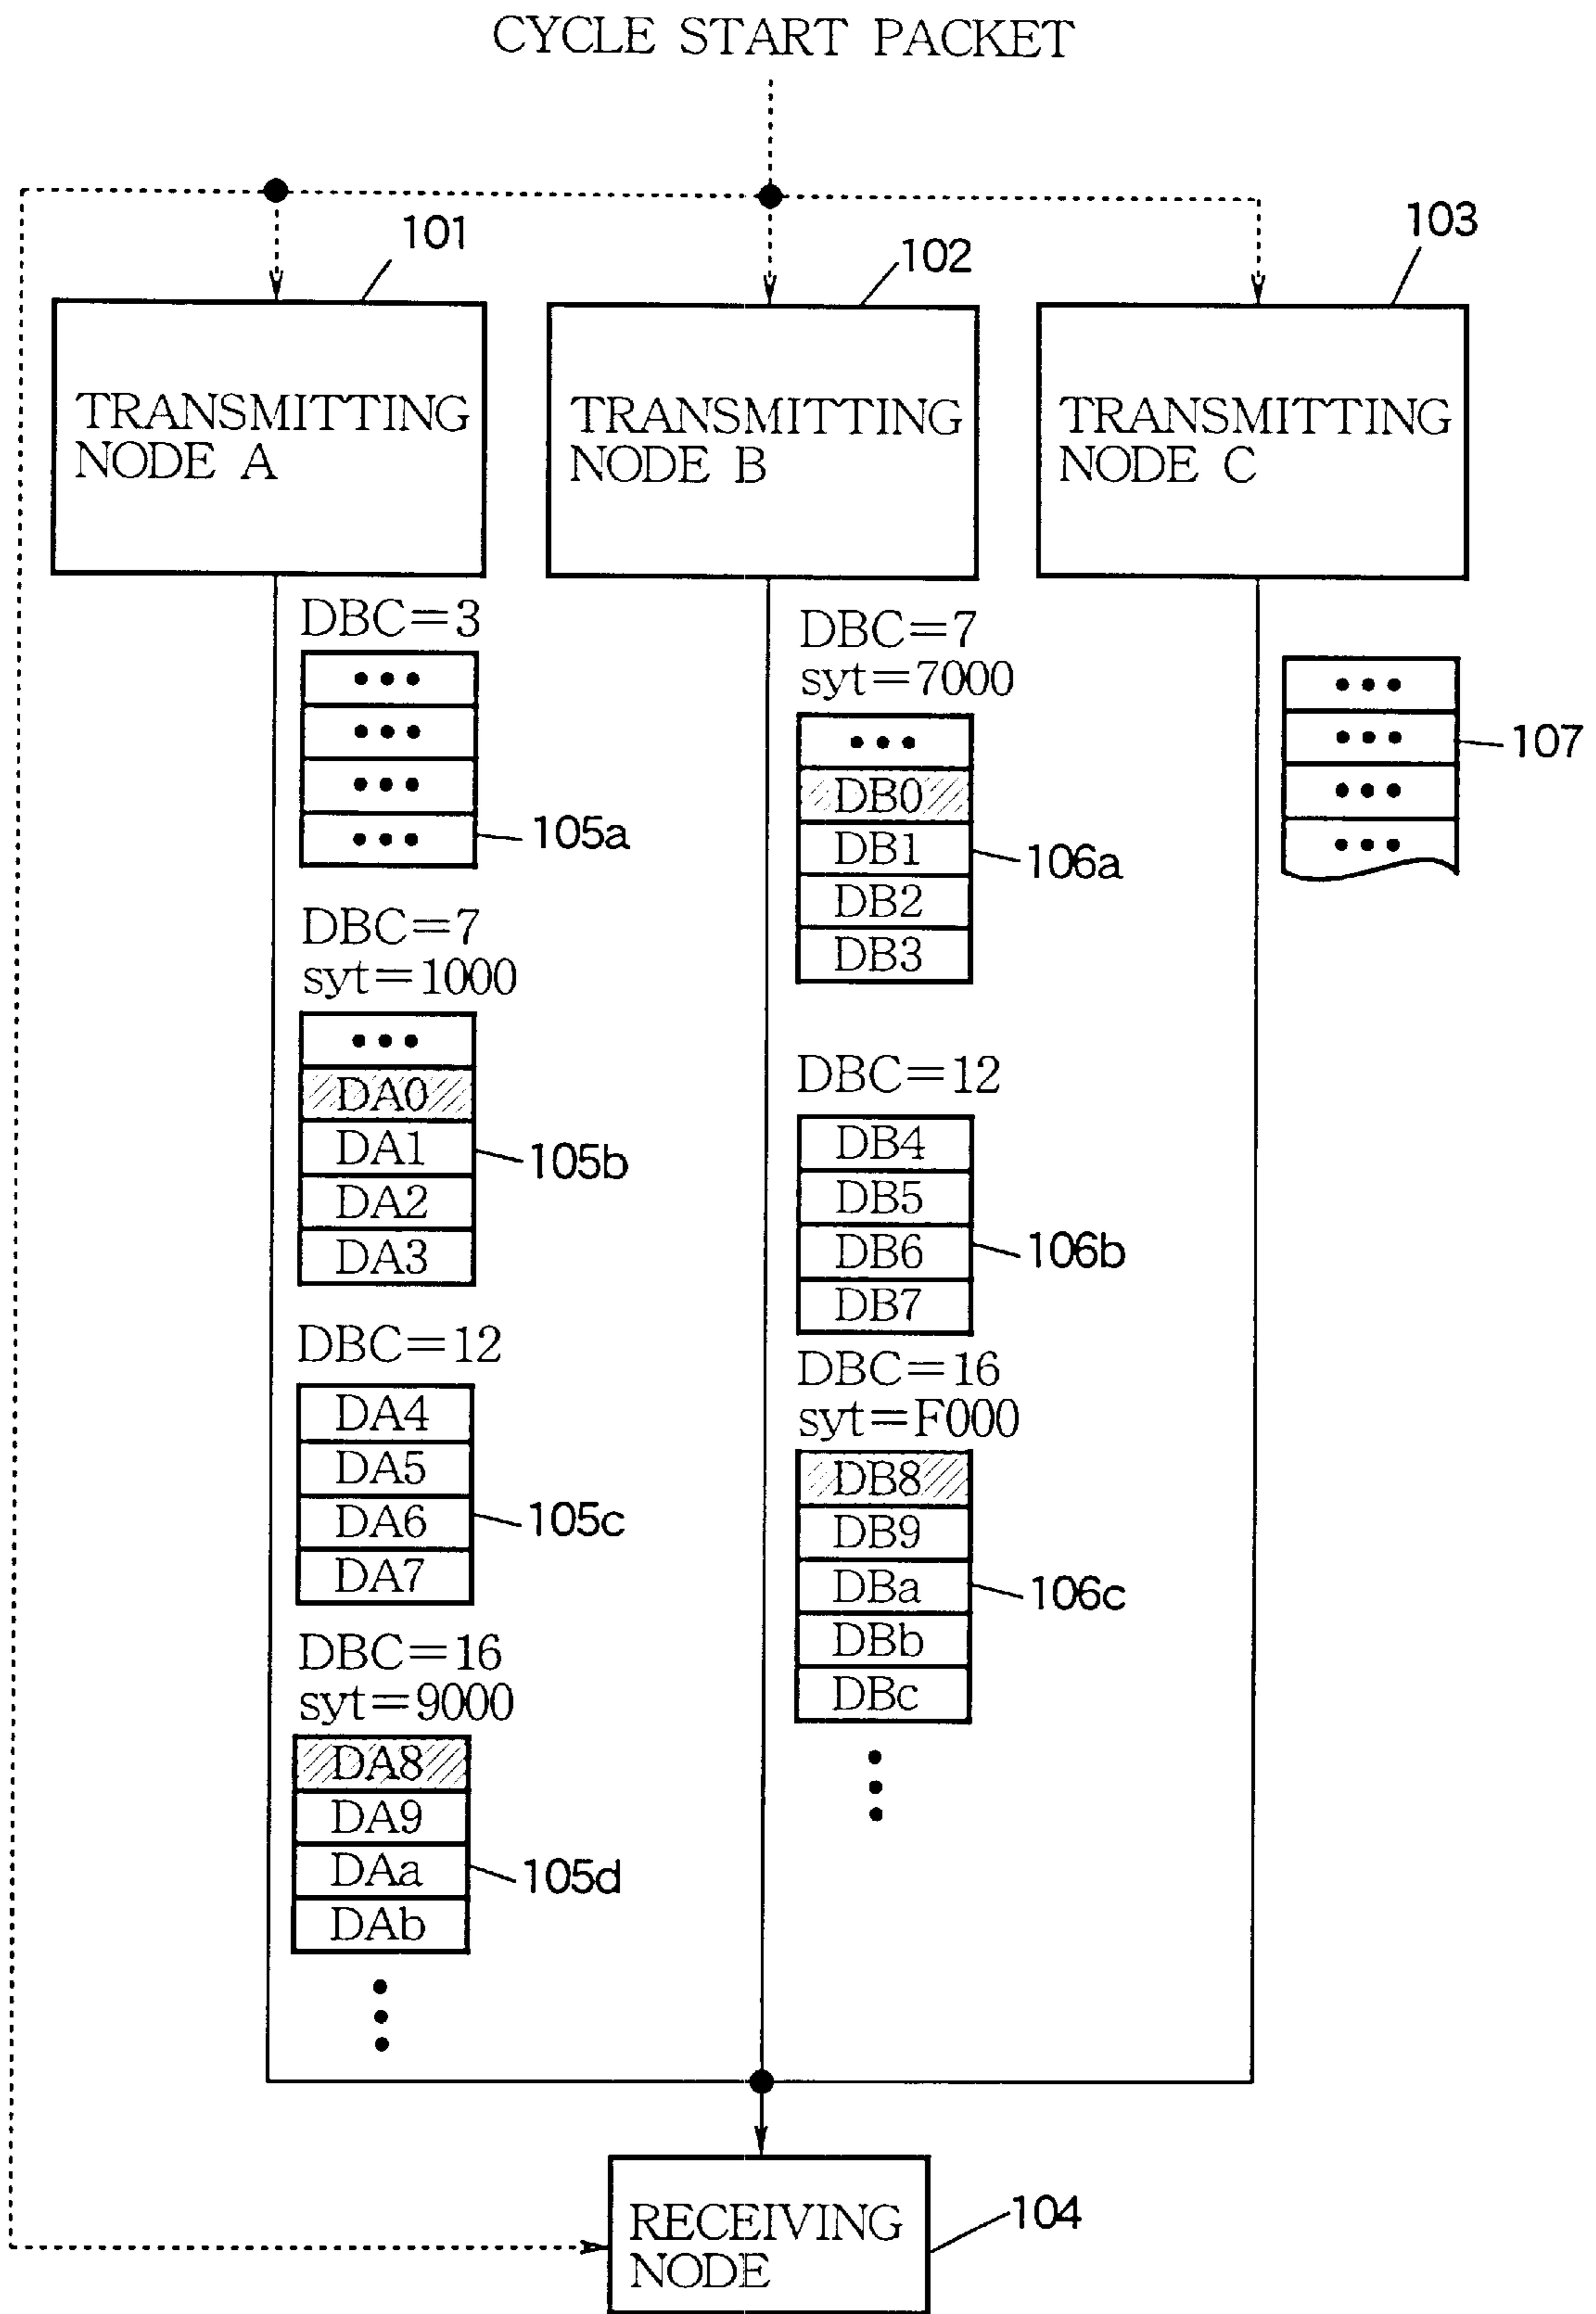 CYCLE START PACKET
101
102
103
TRANSMITTING
NODE A
TRANSMITTING
NODE B
TRANSMITTING
NODE C
DBC=3
•••
•••
•••
•••
105a
DBC=7
syt=1000
•••
DA0
DA1
DA2
DA3
105b
DBC=12
DA4
DA5
DA6
DA7
105c
DBC=16
syt=9000
DA8
DA9
DAa
DAb
105d
DBC=7
syt=7000
•••
DB0
DB1
DB2
DB3
106a
DBC=12
DB4
DB5
DB6
DB7
106b
DBC=16
syt=F000
DB8
DB9
DBa
DBb
DBc
106c
•••
•••
•••
•••
107
RECEIVING
NODE
104